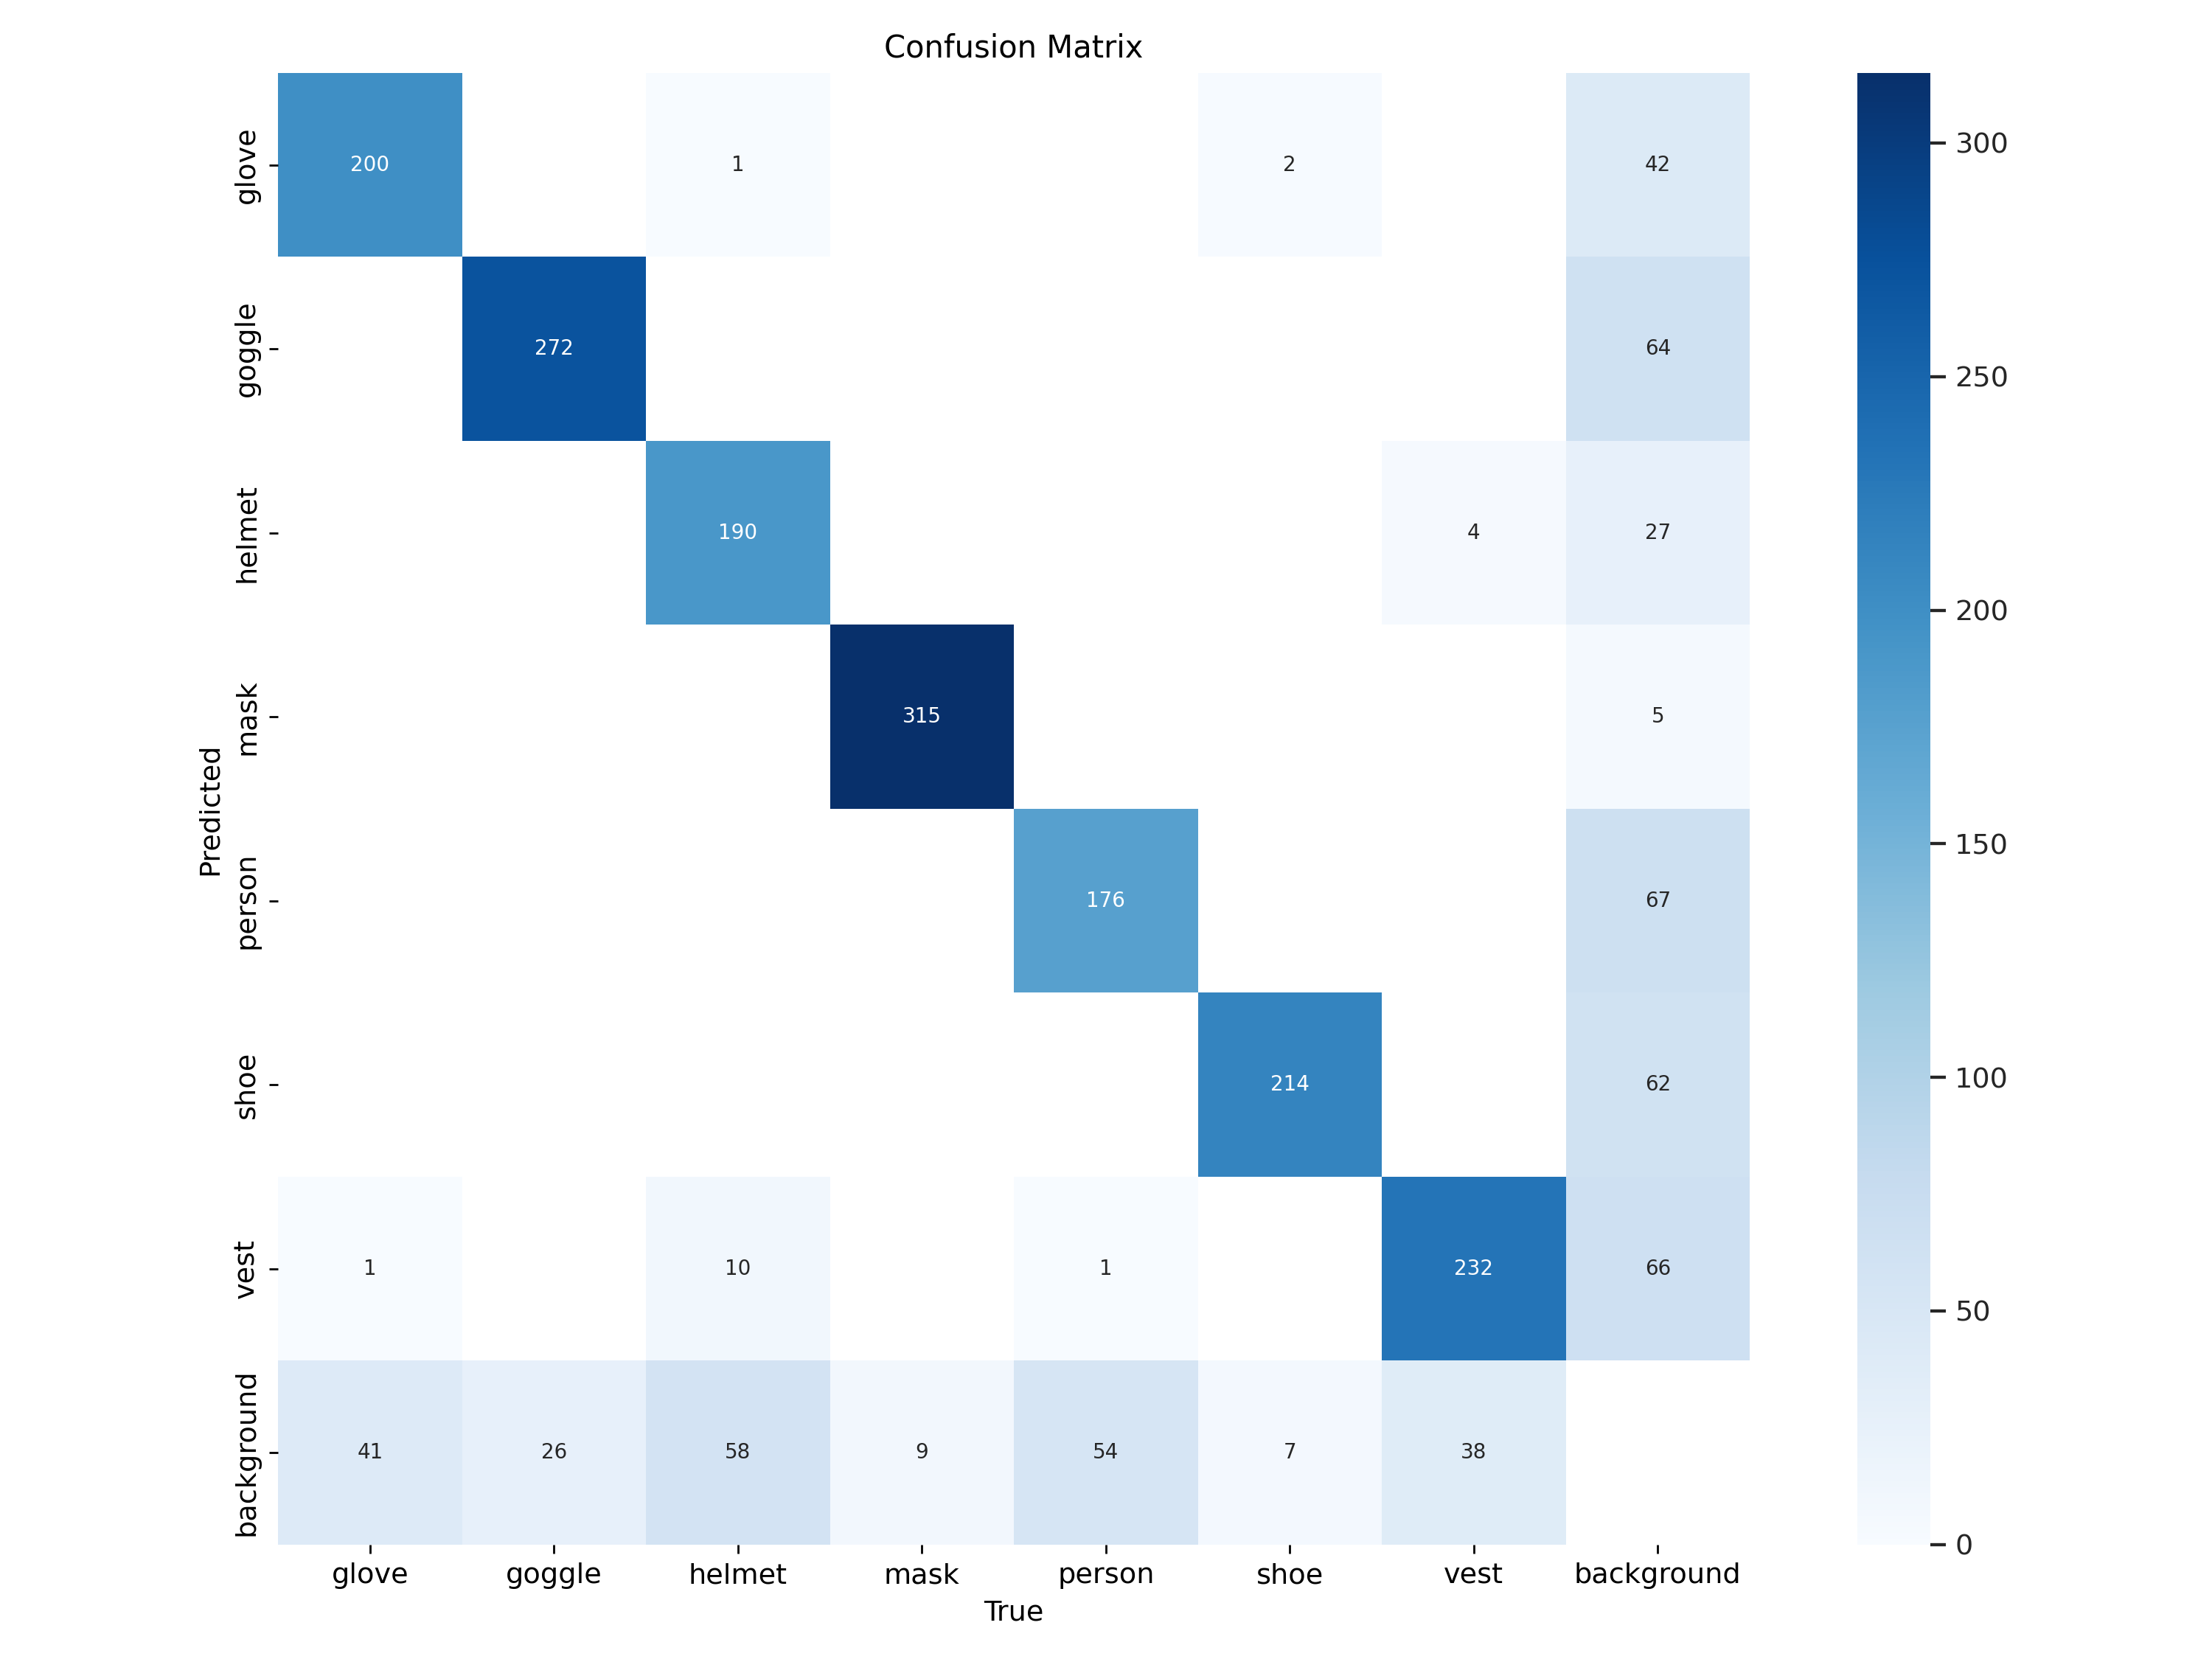 Confusion Matrix
glove 200 1 2 42
goggle 272 64
helmet 190 4 27
mask 315 5
person 176 67
shoe 214 62
vest 1 10 1 232 66
background 41 26 58 9 54 7 38
glove goggle helmet mask person shoe vest background
True
Predicted
300
250
200
150
100
50
0